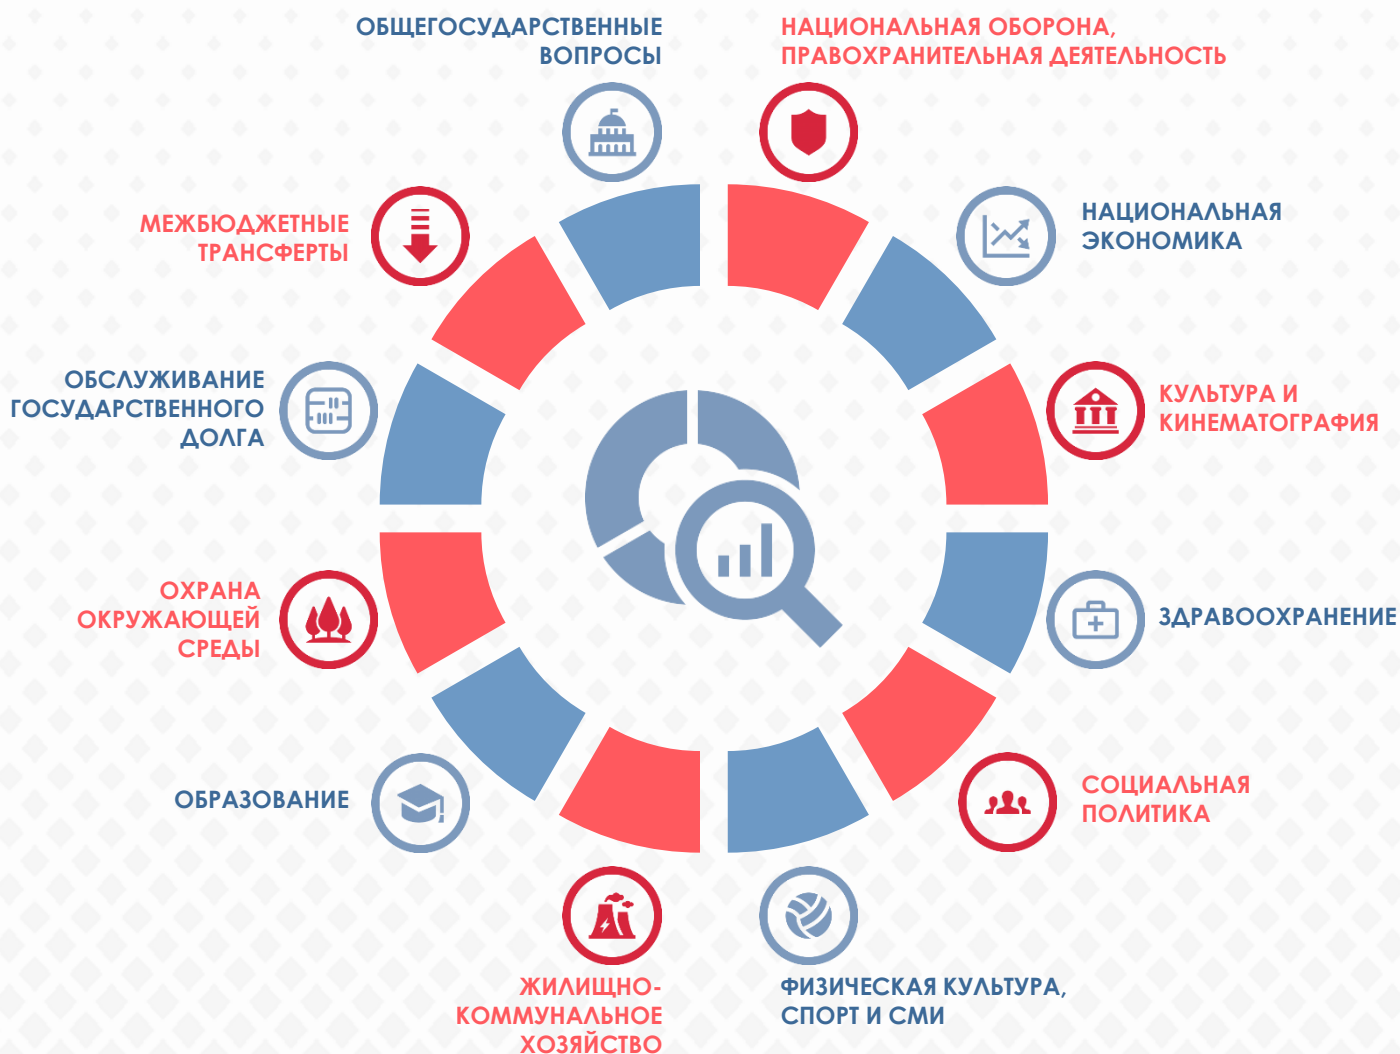 ОБЩЕГОСУДАРСТВЕННЫЕ
ВОПРОСЫ
НАЦИОНАЛЬНАЯ ОБОРОНА,
ПРАВОХРАНИТЕЛЬНАЯ ДЕЯТЕЛЬНОСТЬ
МЕЖБЮДЖЕТНЫЕ
ТРАНСФЕРТЫ
НАЦИОНАЛЬНАЯ
ЭКОНОМИКА
ОБСЛУЖИВАНИЕ
ГОСУДАРСТВЕННОГО
ДОЛГА
КУЛЬТУРА И
КИНЕМАТОГРАФИЯ
ОХРАНА
ОКРУЖАЮЩЕЙ
СРЕДЫ
ЗДРАВООХРАНЕНИЕ
ОБРАЗОВАНИЕ
СОЦИАЛЬНАЯ
ПОЛИТИКА
ЖИЛИЩНО-
КОММУНАЛЬНОЕ
ХОЗЯЙСТВО
ФИЗИЧЕСКАЯ КУЛЬТУРА,
СПОРТ И СМИ